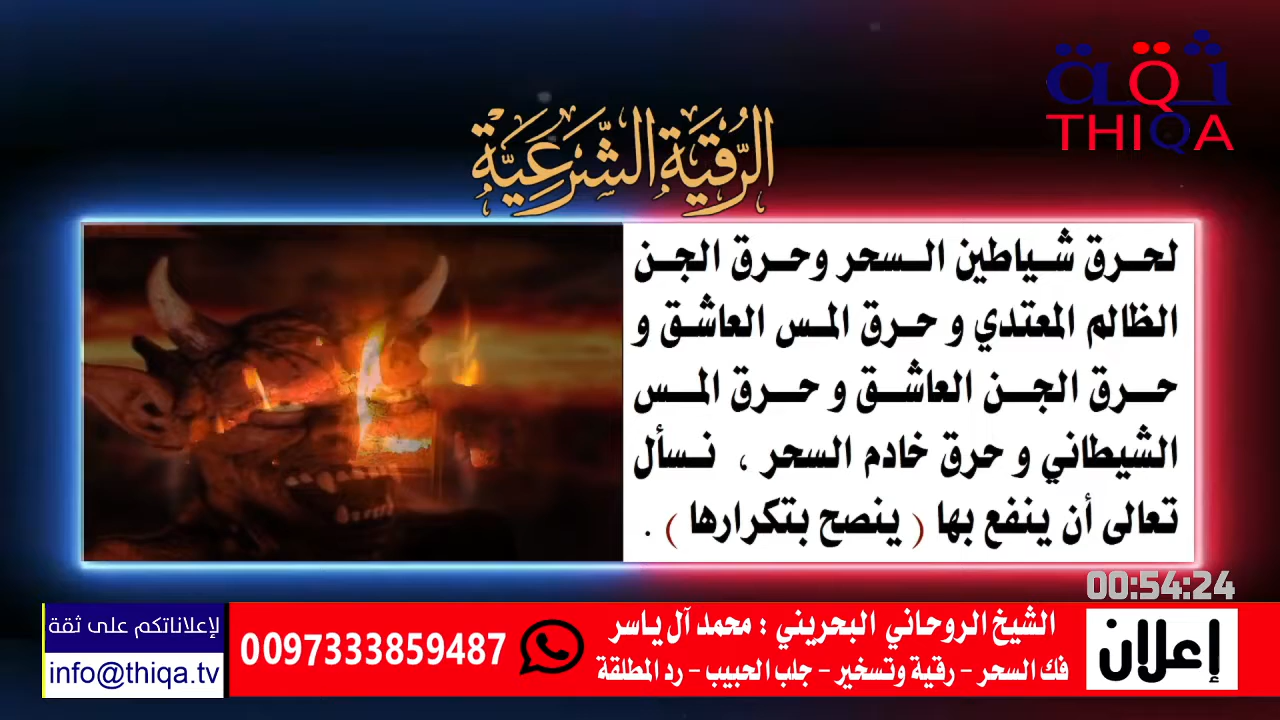 ثقة
THIQA
الرُّقيَة الشَّرعِيَّة
لحرق شياطين السحر وحرق الجن
الظالم المعتدي و حرق المس العاشق و
حرق الجن العاشق و حرق المس
الشيطاني و حرق خادم السحر ، نسأل
تعالى أن ينفع بها ( ينصح بتكرارها ) .
00:54:24
إعلان
الشيخ الروحاني البحريني : محمد آل ياسر
فك السحر - رقية وتسخير - جلب الحبيب - رد المطلقة
0097333859487
لإعلاناتكم على ثقة
info@thiqa.tv